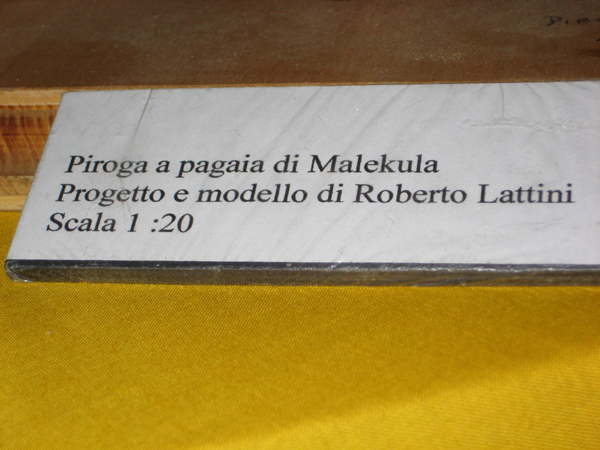 Piroga a pagaia di Malekula
Progetto e modello di Roberto Lattini
Scala 1 :20